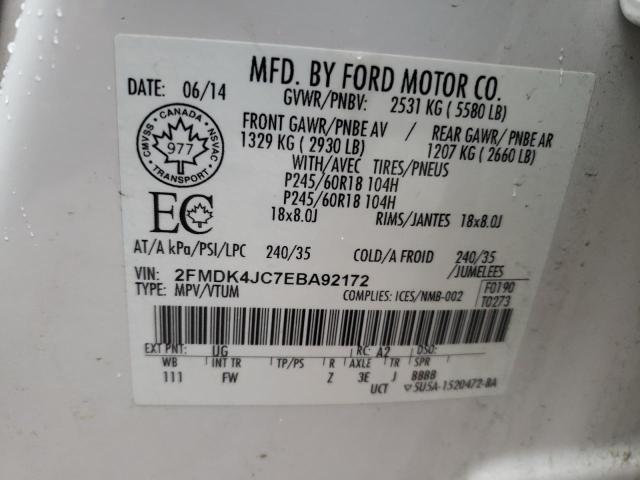 MFD. BY FORD MOTOR CO.
DATE: 06/14
GVWR/PNBV: 2531 KG ( 5580 LB)
FRONT GAWR/PNBE AV / REAR GAWR/ PNBE AR
1329 KG ( 2930 LB) 1207 KG ( 2660 LB)
WITH/AVEC TIRES/PNEUS
P245/60R18 104H
P245/60R18 104H
18x8.0J RIMS/JANTES 18x8.0J
CANADA
CMVSS NSVAC
977
TRANSPORT
EC
AT/A kPa/PSI/LPC 240/35 COLD/A FROID 240/35
/JUMELEES
VIN: 2FMDK4JC7EBA92172
TYPE: MPV/VTUM COMPLIES: ICES/NMB-002
F0190
T0273
EXT PNT: UG RC: A2 DSO:
WB INT TR TP/PS R AXLE TR SPR
111 FW Z 3E J BBBB
UCT ▽5U5A-1520472-BA